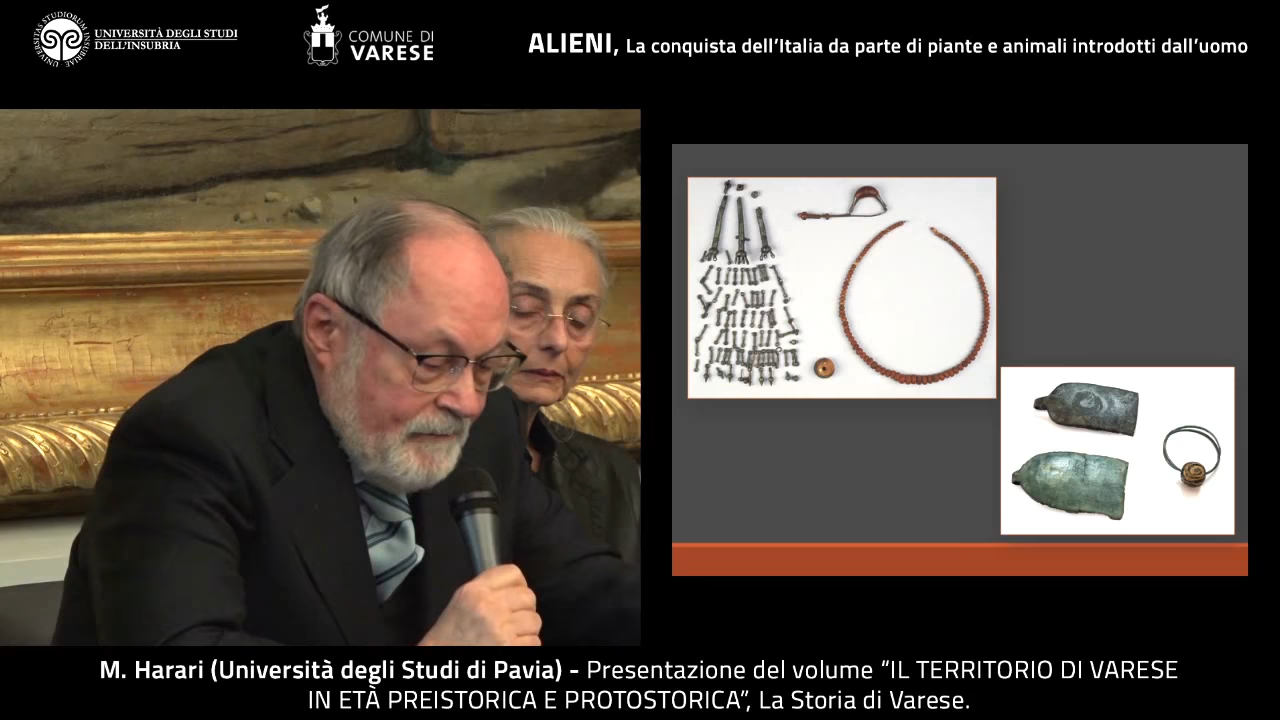 UNIVERSITÀ DEGLI STUDI
DELL'INSUBRIA
COMUNE DI
VARESE
ALIENI, La conquista dell'Italia da parte di piante e animali introdotti dall'uomo
M. Harari (Università degli Studi di Pavia) - Presentazione del volume “IL TERRITORIO DI VARESE
IN ETÀ PREISTORICA E PROTOSTORICA”, La Storia di Varese.